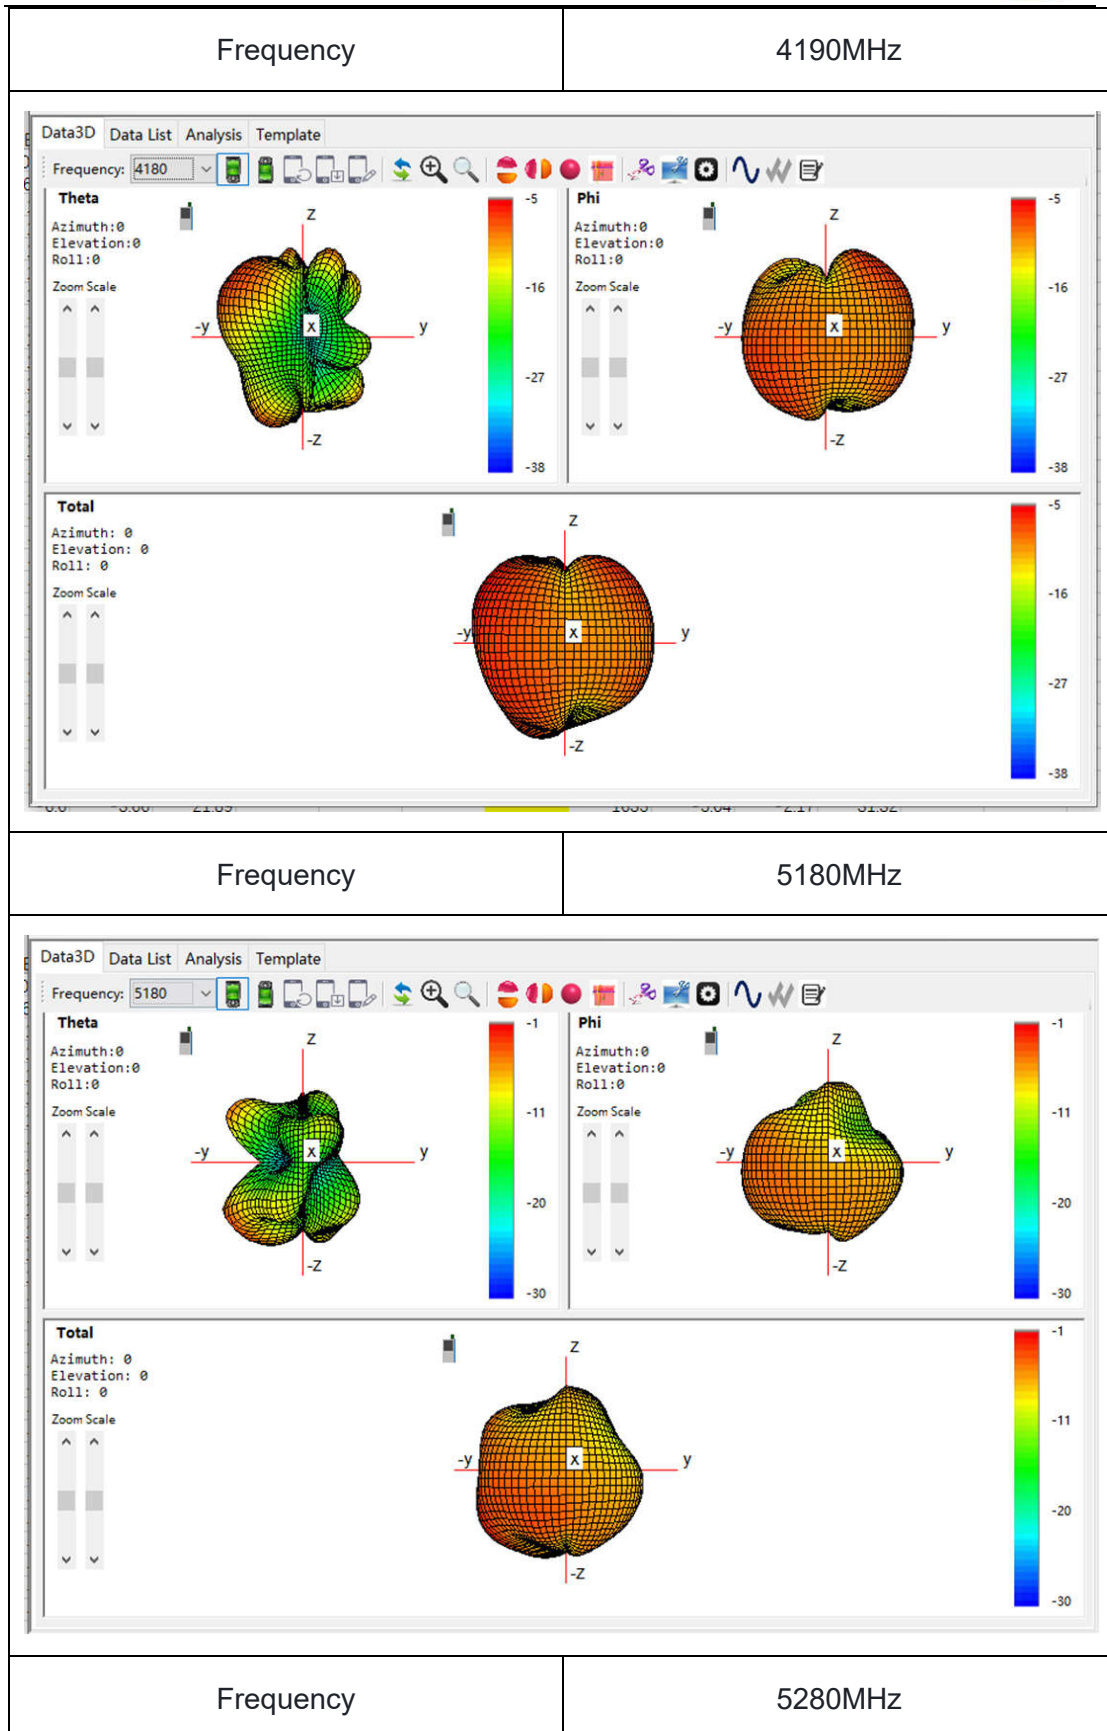 Frequency 4190MHz
Data3D Data List Analysis Template
Frequency: 4180
Theta Phi
Azimuth:0 Azimuth:0
Elevation:0 Elevation:0
Roll:0 Roll:0
Zoom Scale Zoom Scale
Z -5 Z -5
-16 -16
-y X y -y X y
-27 -27
-Z -Z
-38 -38
Total
Azimuth: 0
Elevation: 0
Roll: 0
Zoom Scale
Z -5
-16
-y X y
-27
-Z
-38
Frequency 5180MHz
Data3D Data List Analysis Template
Frequency: 5180
Theta Phi
Azimuth:0 Azimuth:0
Elevation:0 Elevation:0
Roll:0 Roll:0
Zoom Scale Zoom Scale
Z -1 Z -1
-11 -11
-y X y -y X y
-20 -20
-Z -Z
-30 -30
Total
Azimuth: 0
Elevation: 0
Roll: 0
Zoom Scale
Z -1
-11
-y X y
-20
-Z
-30
Frequency 5280MHz